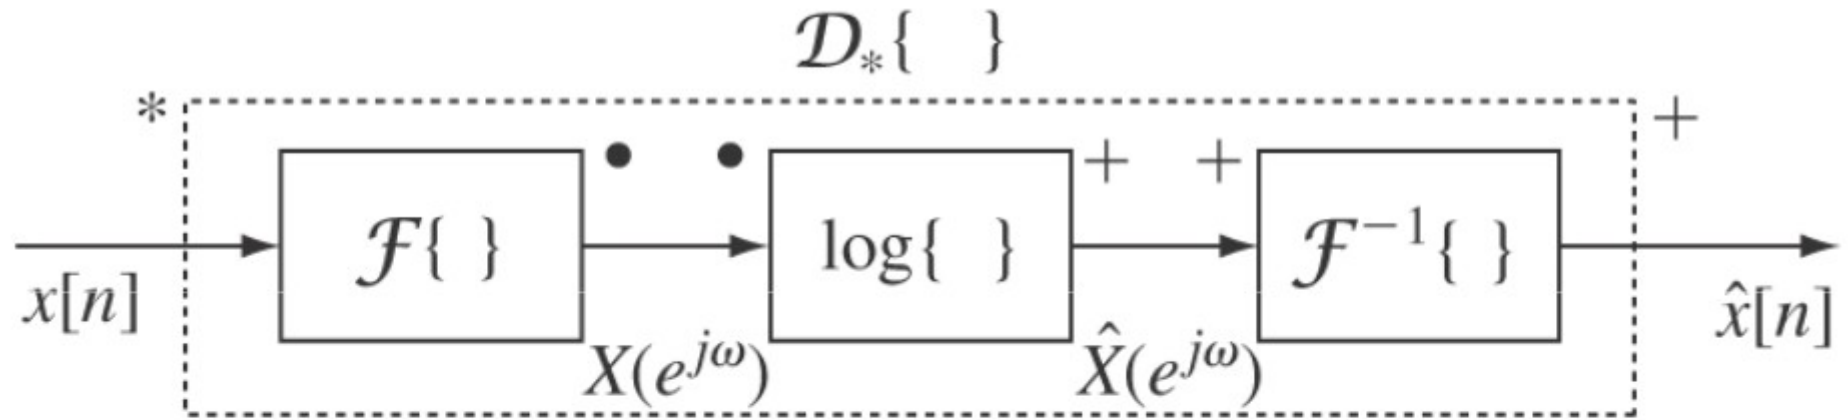 𝒟∗{ }
* +
• • + +
ℱ{ } log{ } ℱ⁻¹{ }
x[n] x̂[n]
X(e^{jω}) X̂(e^{jω})